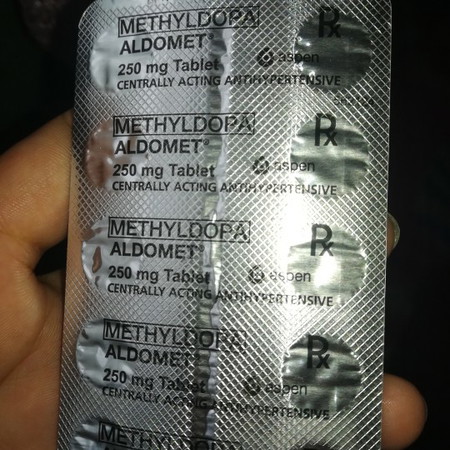 METHYLDOPA Rx
ALDOMET®
250 mg Tablet aspen
CENTRALLY ACTING ANTIHYPERTENSIVE
METHYLDOPA Rx
ALDOMET®
250 mg Tablet aspen
CENTRALLY ACTING ANTIHYPERTENSIVE
METHYLDOPA Rx
ALDOMET®
250 mg Tablet aspen
CENTRALLY ACTING ANTIHYPERTENSIVE
METHYLDOPA Rx
ALDOMET®
250 mg Tablet aspen
CENTRALLY ACTING ANTIHYPERTENSIVE
METHYLDOPA